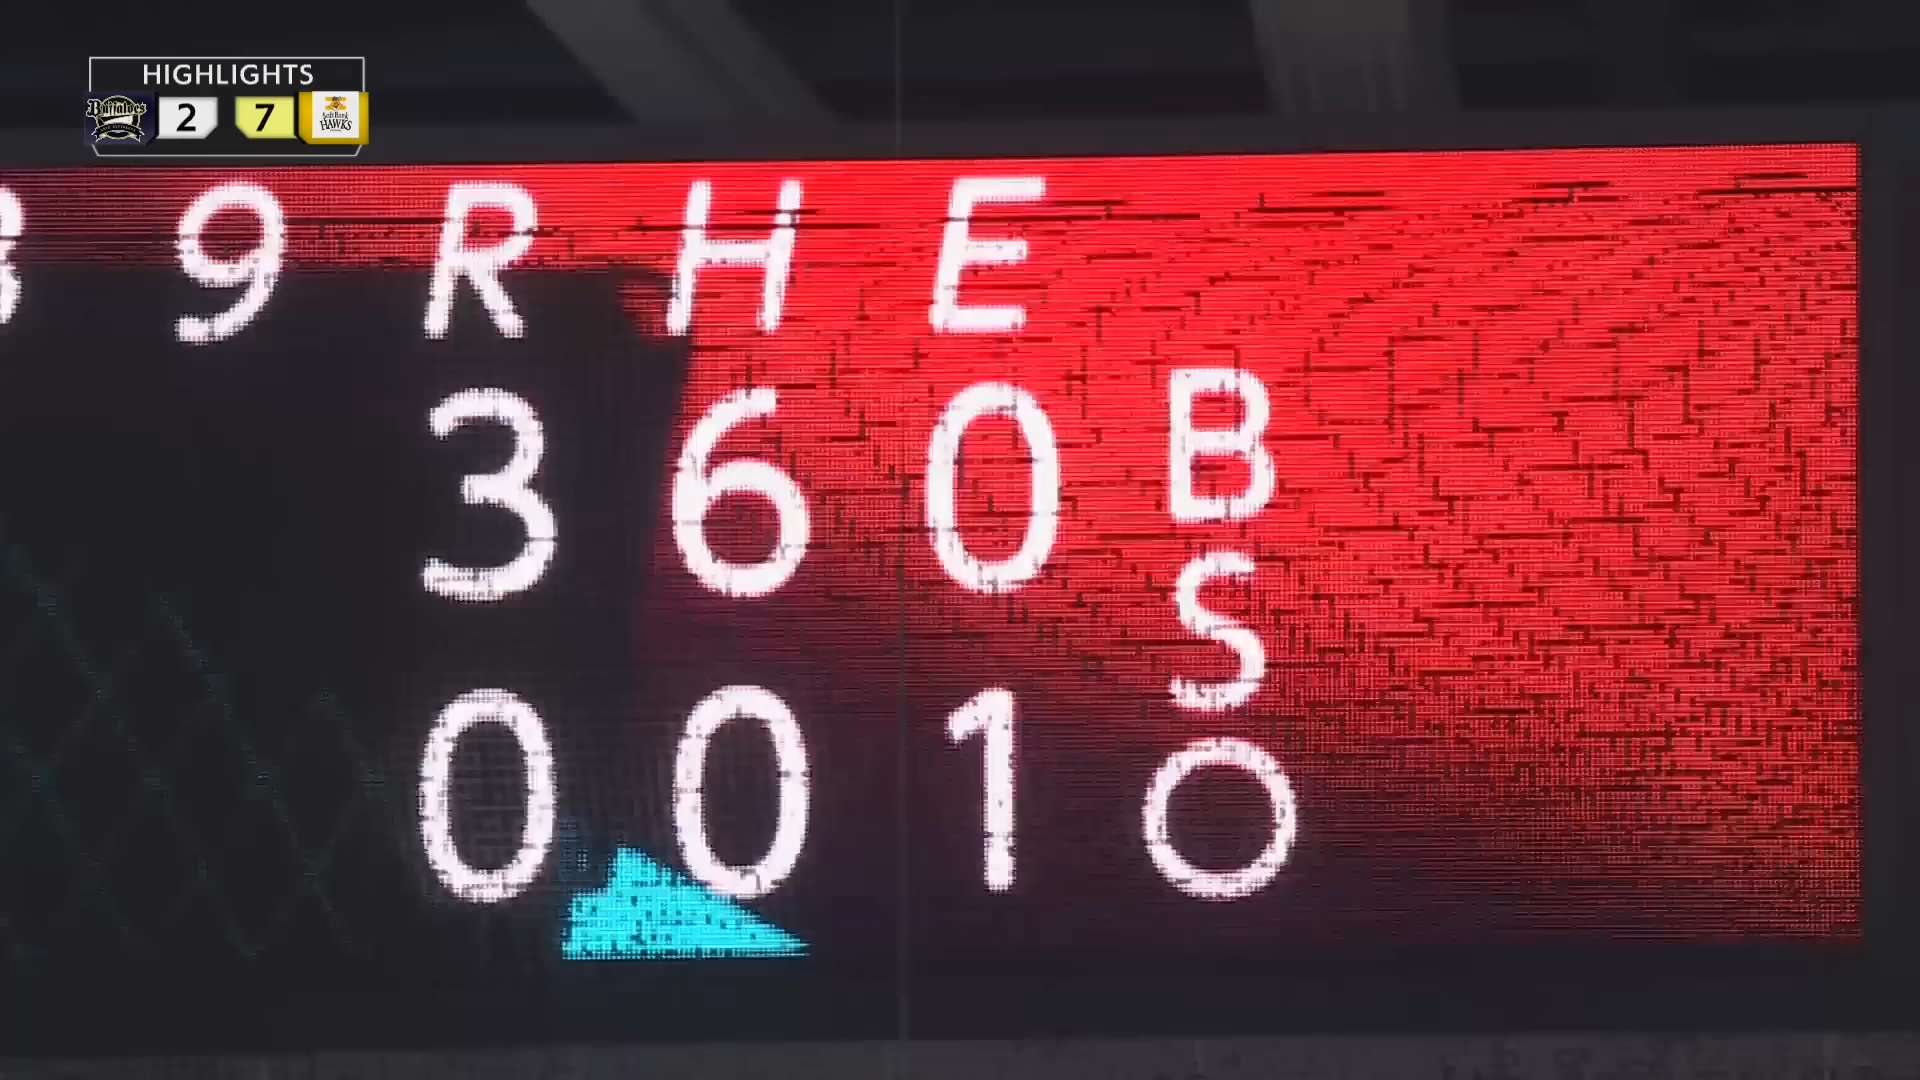 HIGHLIGHTS
Buffaloes 2 7 SoftBank HAWKS
9 R H E
3 6 0 B
S
0 0 1 O